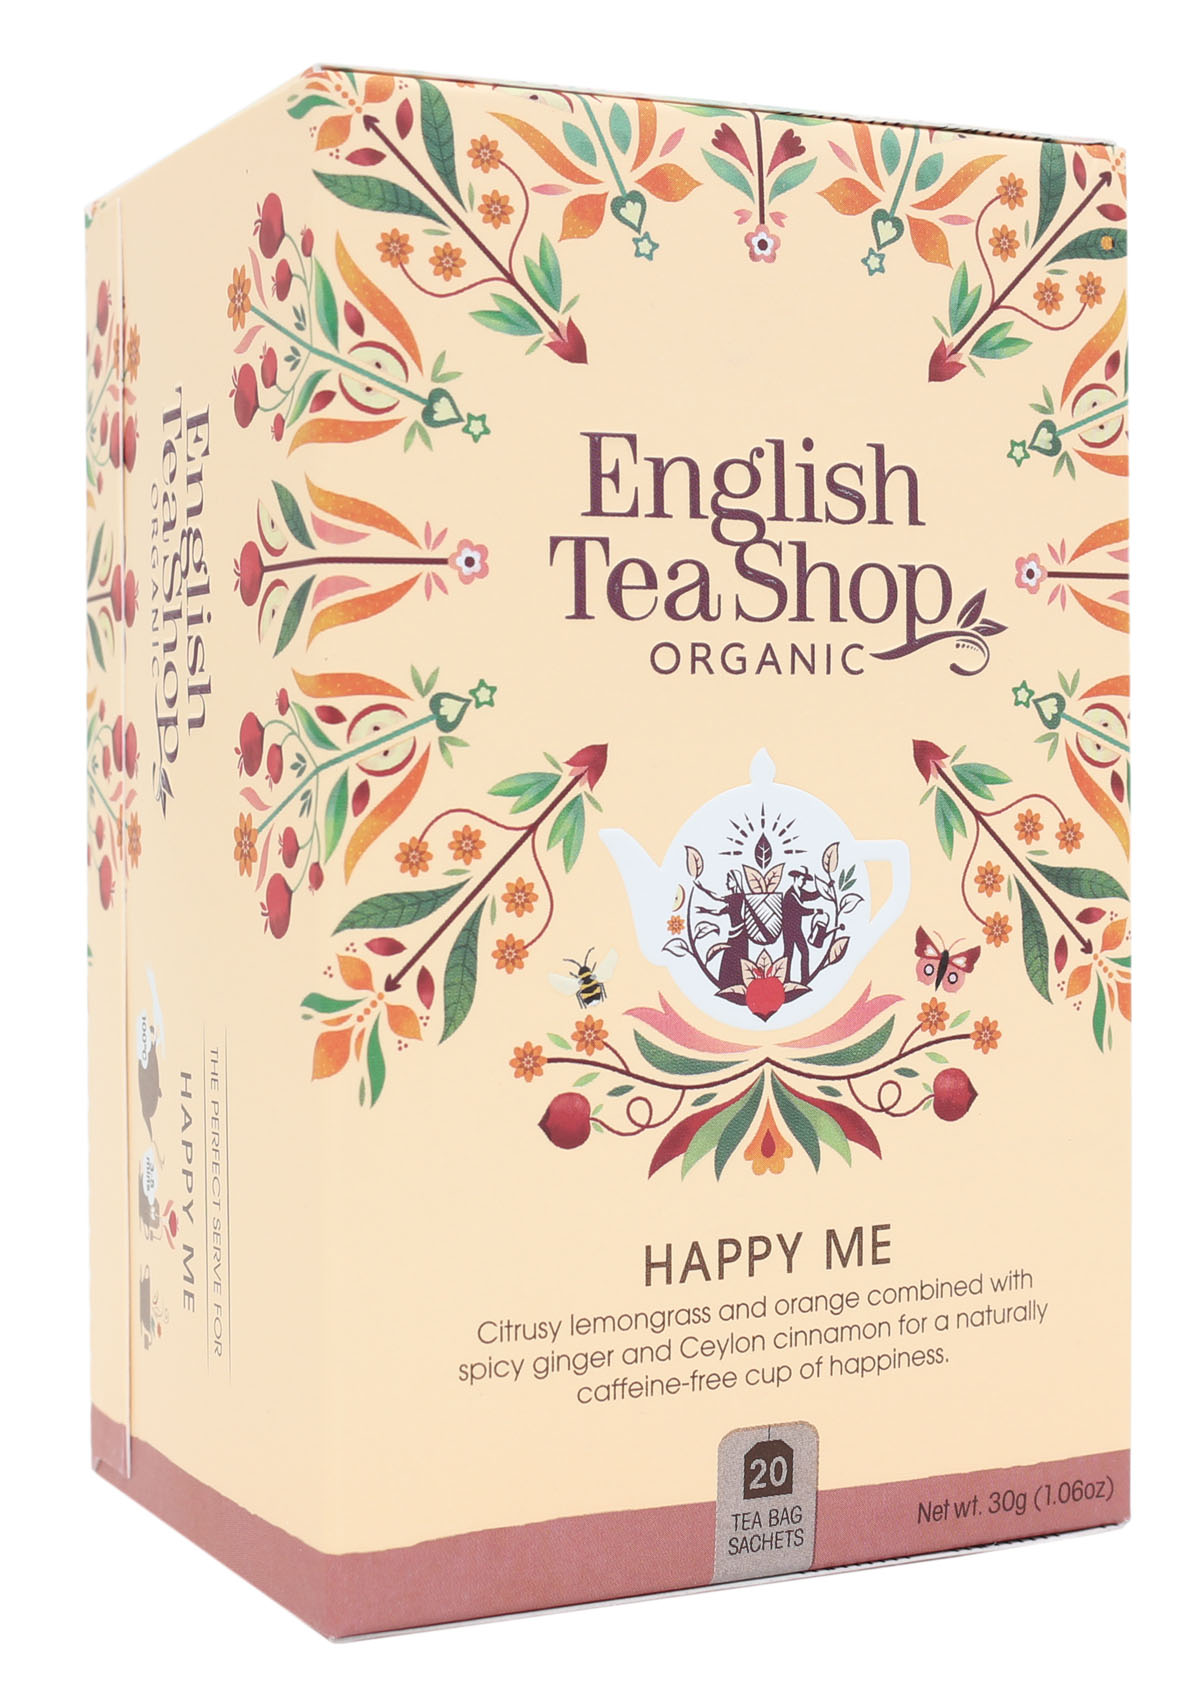 English
Tea Shop
ORGANIC
HAPPY ME
Citrusy lemongrass and orange combined with
spicy ginger and Ceylon cinnamon for a naturally
caffeine-free cup of happiness.
20
TEA BAG
SACHETS
Net wt. 30g (1.06oz)
English
Tea Shop
ORGANIC
THE PERFECT SERVE FOR
HAPPY ME
100°C